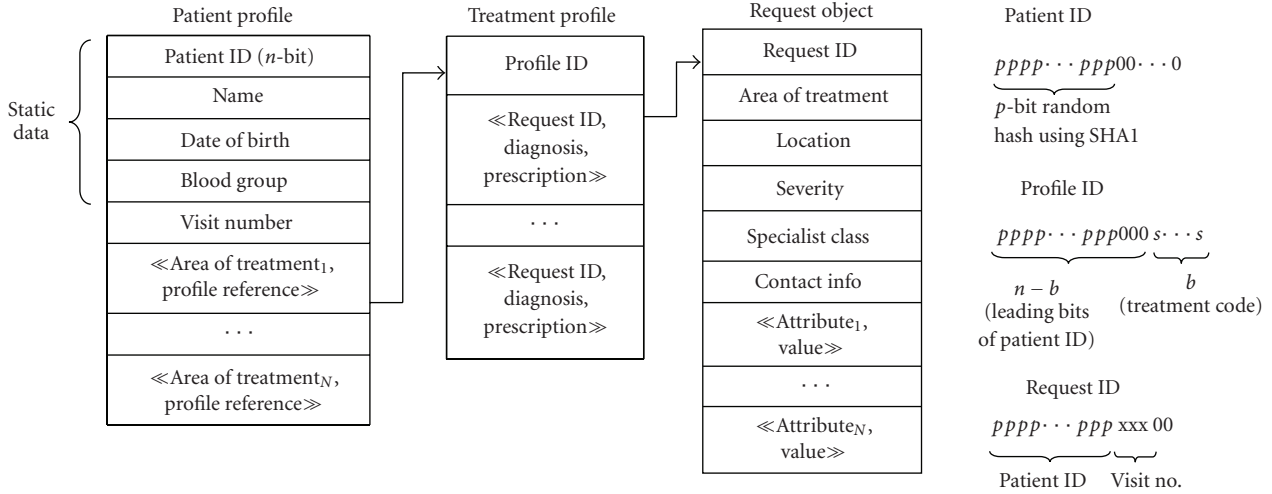 Patient profile
Static
data
Patient ID (n-bit)
Name
Date of birth
Blood group
Visit number
≪Area of treatment₁,
profile reference≫
· · ·
≪Area of treatment_N,
profile reference≫
Treatment profile
Profile ID
≪Request ID,
diagnosis,
prescription≫
· · ·
≪Request ID,
diagnosis,
prescription≫
Request object
Request ID
Area of treatment
Location
Severity
Specialist class
Contact info
≪Attribute₁,
value≫
· · ·
≪Attribute_N,
value≫
Patient ID
pppp· · · ppp00· · · 0
p-bit random
hash using SHA1
Profile ID
pppp· · · ppp000 s· · · s
n − b
(leading bits
of patient ID)
b
(treatment code)
Request ID
pppp· · · ppp xxx 00
Patient ID
Visit no.